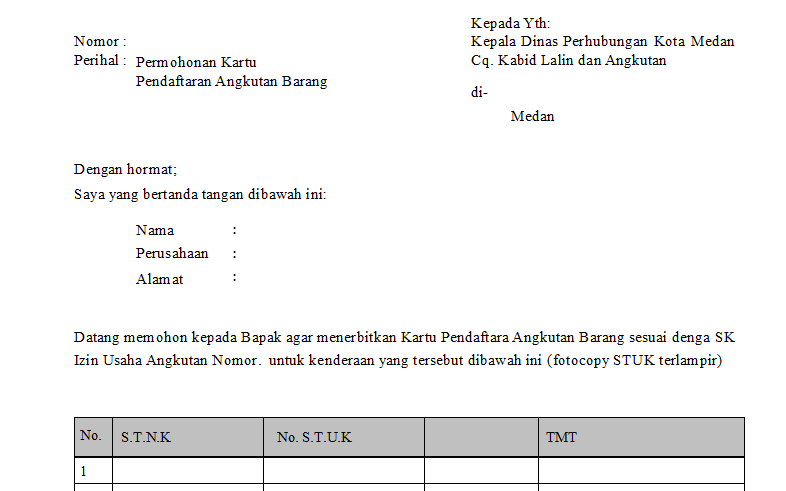 Kepada Yth:
Nomor :
Kepala Dinas Perhubungan Kota Medan
Perihal : Permohonan Kartu
Cq. Kabid Lalin dan Angkutan
Pendaftaran Angkutan Barang
di-
Medan
Dengan hormat;
Saya yang bertanda tangan dibawah ini:
Nama :
Perusahaan :
Alamat :
Datang memohon kepada Bapak agar menerbitkan Kartu Pendaftara Angkutan Barang sesuai denga SK
Izin Usaha Angkutan Nomor. untuk kenderaan yang tersebut dibawah ini (fotocopy STUK terlampir)
No. S.T.N.K No. S.T.U.K TMT
1